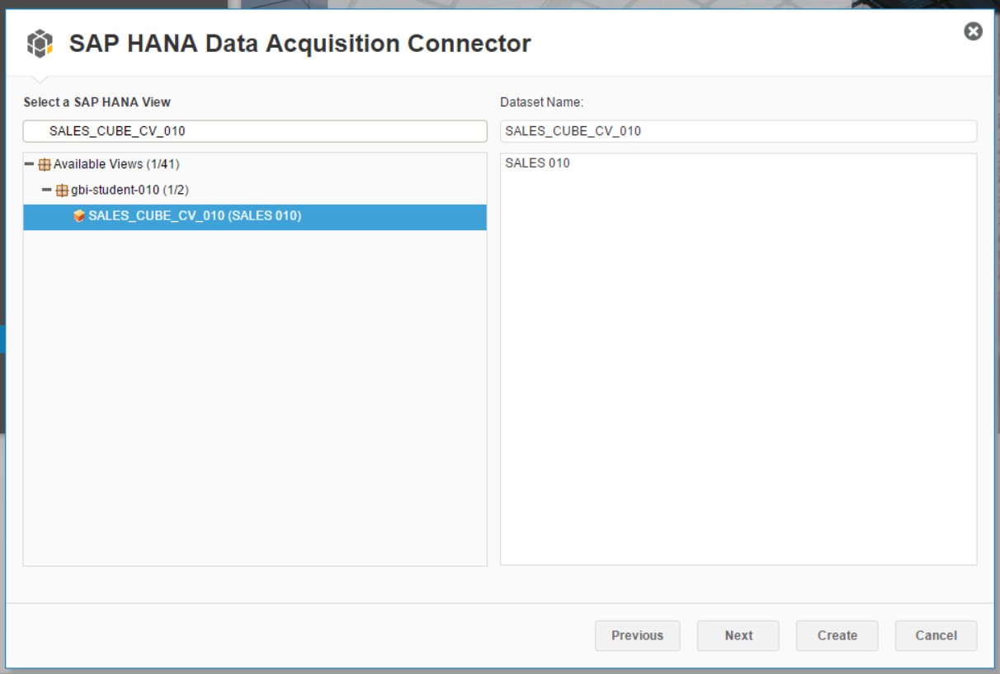 SAP HANA Data Acquisition Connector
Select a SAP HANA View
Dataset Name:
SALES_CUBE_CV_010
SALES_CUBE_CV_010
Available Views (1/41)
SALES 010
gbi-student-010 (1/2)
SALES_CUBE_CV_010 (SALES 010)
Previous
Next
Create
Cancel